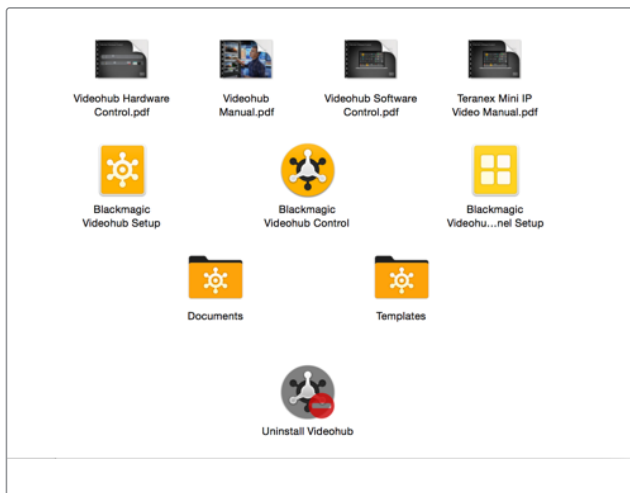 Videohub Hardware
Control.pdf
Videohub
Manual.pdf
Videohub Software
Control.pdf
Teranex Mini IP
Video Manual.pdf
Blackmagic
Videohub Setup
Blackmagic
Videohub Control
Blackmagic
Videohu...nel Setup
Documents
Templates
Uninstall Videohub